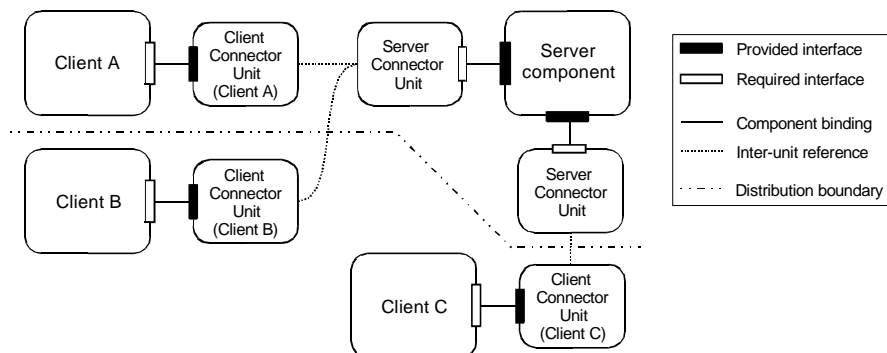 Client A
Client
Connector
Unit
(Client A)
Server
Connector
Unit
Server
component
Client B
Client
Connector
Unit
(Client B)
Server
Connector
Unit
Client C
Client
Connector
Unit
(Client C)
Provided interface
Required interface
Component binding
Inter-unit reference
Distribution boundary